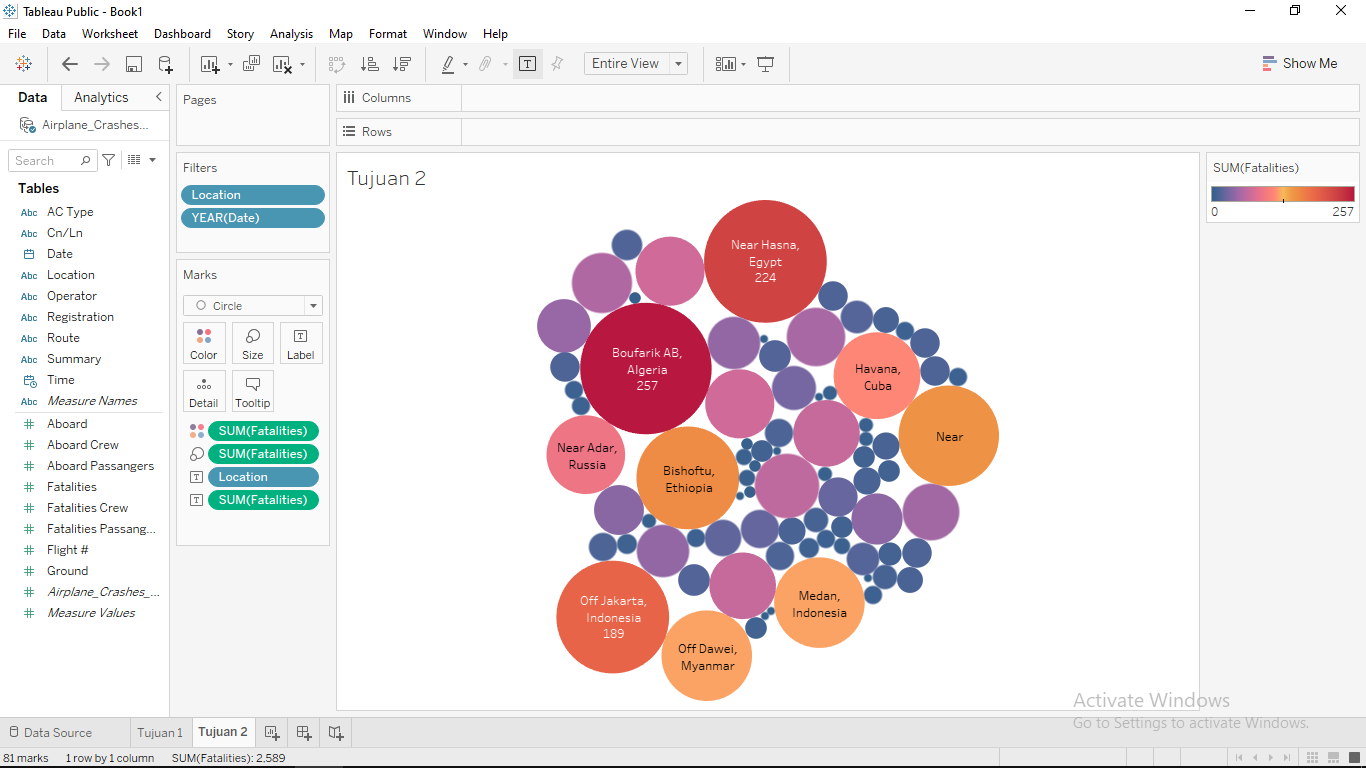 Tableau Public - Book1
File Data Worksheet Dashboard Story Analysis Map Format Window Help
Entire View
Show Me
Data Analytics
Airplane_Crashes...
Search
Tables
Abc AC Type
Abc Cn/Ln
Date
Abc Location
Abc Operator
Abc Registration
Abc Route
Abc Summary
Time
Abc Measure Names
# Aboard
# Aboard Crew
# Aboard Passangers
# Fatalities
# Fatalities Crew
# Fatalities Passang...
# Flight #
# Ground
# Airplane_Crashes_...
# Measure Values
Pages
Filters
Location
YEAR(Date)
Marks
Circle
Color Size Label
Detail Tooltip
SUM(Fatalities)
SUM(Fatalities)
Location
SUM(Fatalities)
Columns
Rows
Tujuan 2
Near Hasna,
Egypt
224
Boufarik AB,
Algeria
257
Havana,
Cuba
Near
Near Adar,
Russia
Bishoftu,
Ethiopia
Off Jakarta,
Indonesia
189
Medan,
Indonesia
Off Dawei,
Myanmar
SUM(Fatalities)
0 257
Activate Windows
Go to Settings to activate Windows.
Data Source Tujuan 1 Tujuan 2
81 marks 1 row by 1 column SUM(Fatalities): 2,589